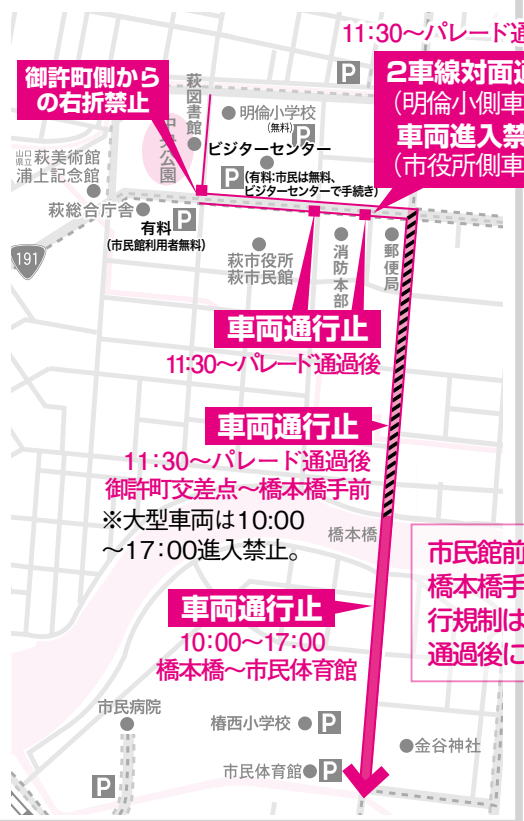 11:30～パレード通
御許町側から
の右折禁止
P
2車線対面通
(明倫小側車
車両進入禁
(市役所側車
萩図書館
中央公園
明倫小学校
(無料)
P
ビジターセンター
P
(有料:市民は無料、
ビジターセンターで手続き)
山口県立萩美術館
浦上記念館
萩総合庁舎
P
有料
(市民館利用者無料)
191
萩市役所
萩市民館
消防本部
郵便局
車両通行止
11:30～パレード通過後
車両通行止
11:30～パレード通過後
御許町交差点～橋本橋手前
※大型車両は10:00
～17:00進入禁止。
橋本橋
市民館前
橋本橋手
行規制は
通過後に
車両通行止
10:00～17:00
橋本橋～市民体育館
市民病院
椿西小学校
P
金谷神社
市民体育館
P
P